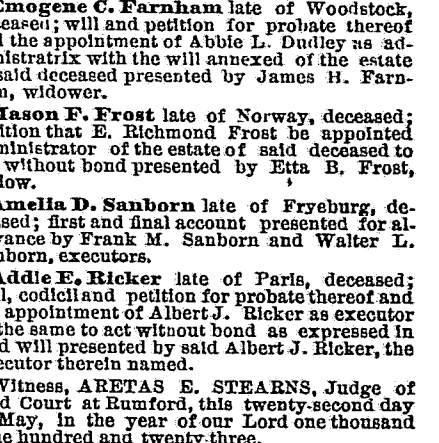 Emogene C. Farnham late of Woodstock,
eased; will and petition for probate thereof
the appointment of Abbie L. Dudley as ad-
nistratrix with the will annexed of the estate
said deceased presented by James H. Farn-
m, widower.
Mason F. Frost late of Norway, deceased;
ition that E. Richmond Frost be appointed
ministrator of the estate of said deceased to
without bond presented by Etta B. Frost,
low.
Amelia D. Sanborn late of Fryeburg, de-
sed; first and final account presented for al-
vance by Frank M. Sanborn and Walter L.
nborn, executors.
Addie E. Ricker late of Paris, deceased;
l, codicil and petition for probate thereof and
appointment of Albert J. Ricker as executor
the same to act without bond as expressed in
d will presented by said Albert J. Ricker, the
ecutor therein named.
Witness, ARETAS E. STEARNS, Judge of
d Court at Rumford, this twenty-second day
May, in the year of our Lord one thousand
e hundred and twenty-three.